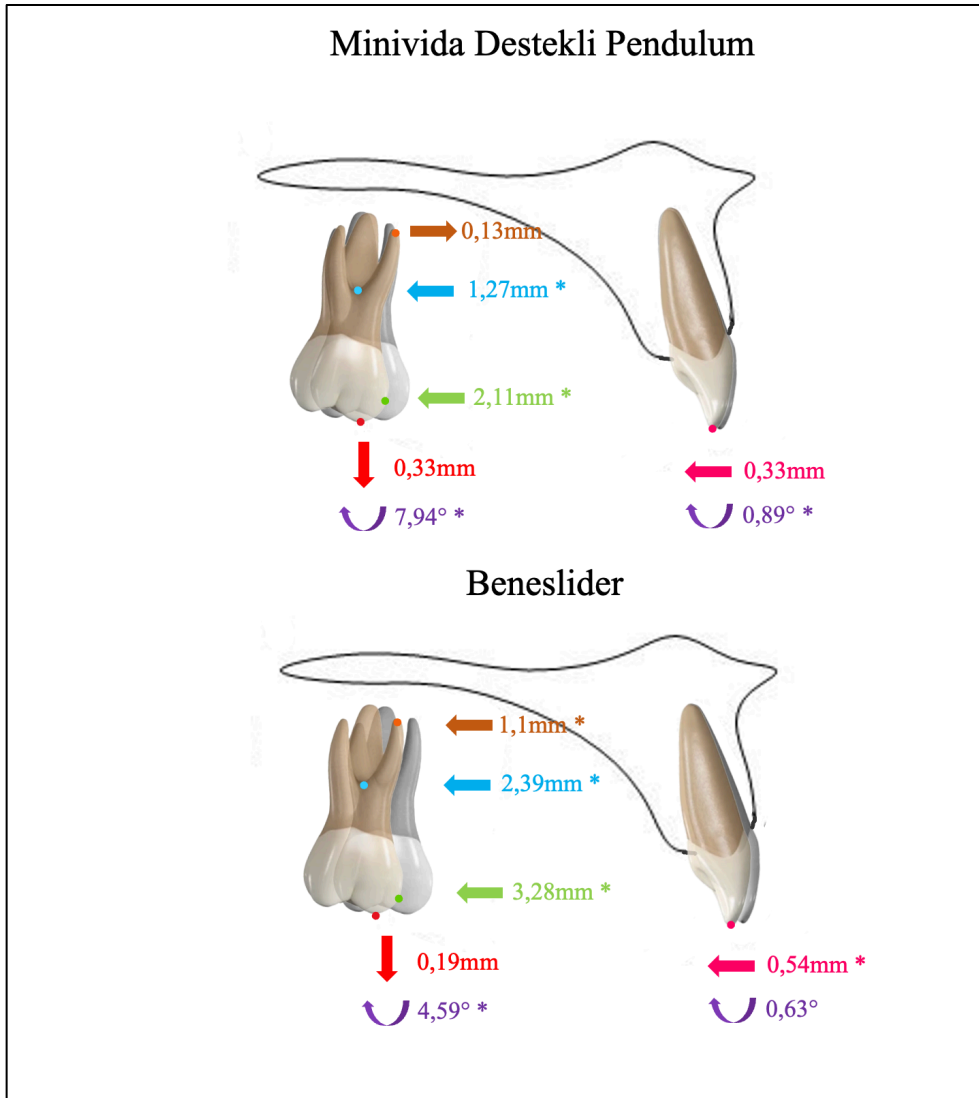 Minivida Destekli Pendulum
0,13mm
1,27mm *
2,11mm *
0,33mm
0,33mm
7,94° *
0,89° *
Beneslider
1,1mm *
2,39mm *
3,28mm *
0,19mm
0,54mm *
4,59° *
0,63°